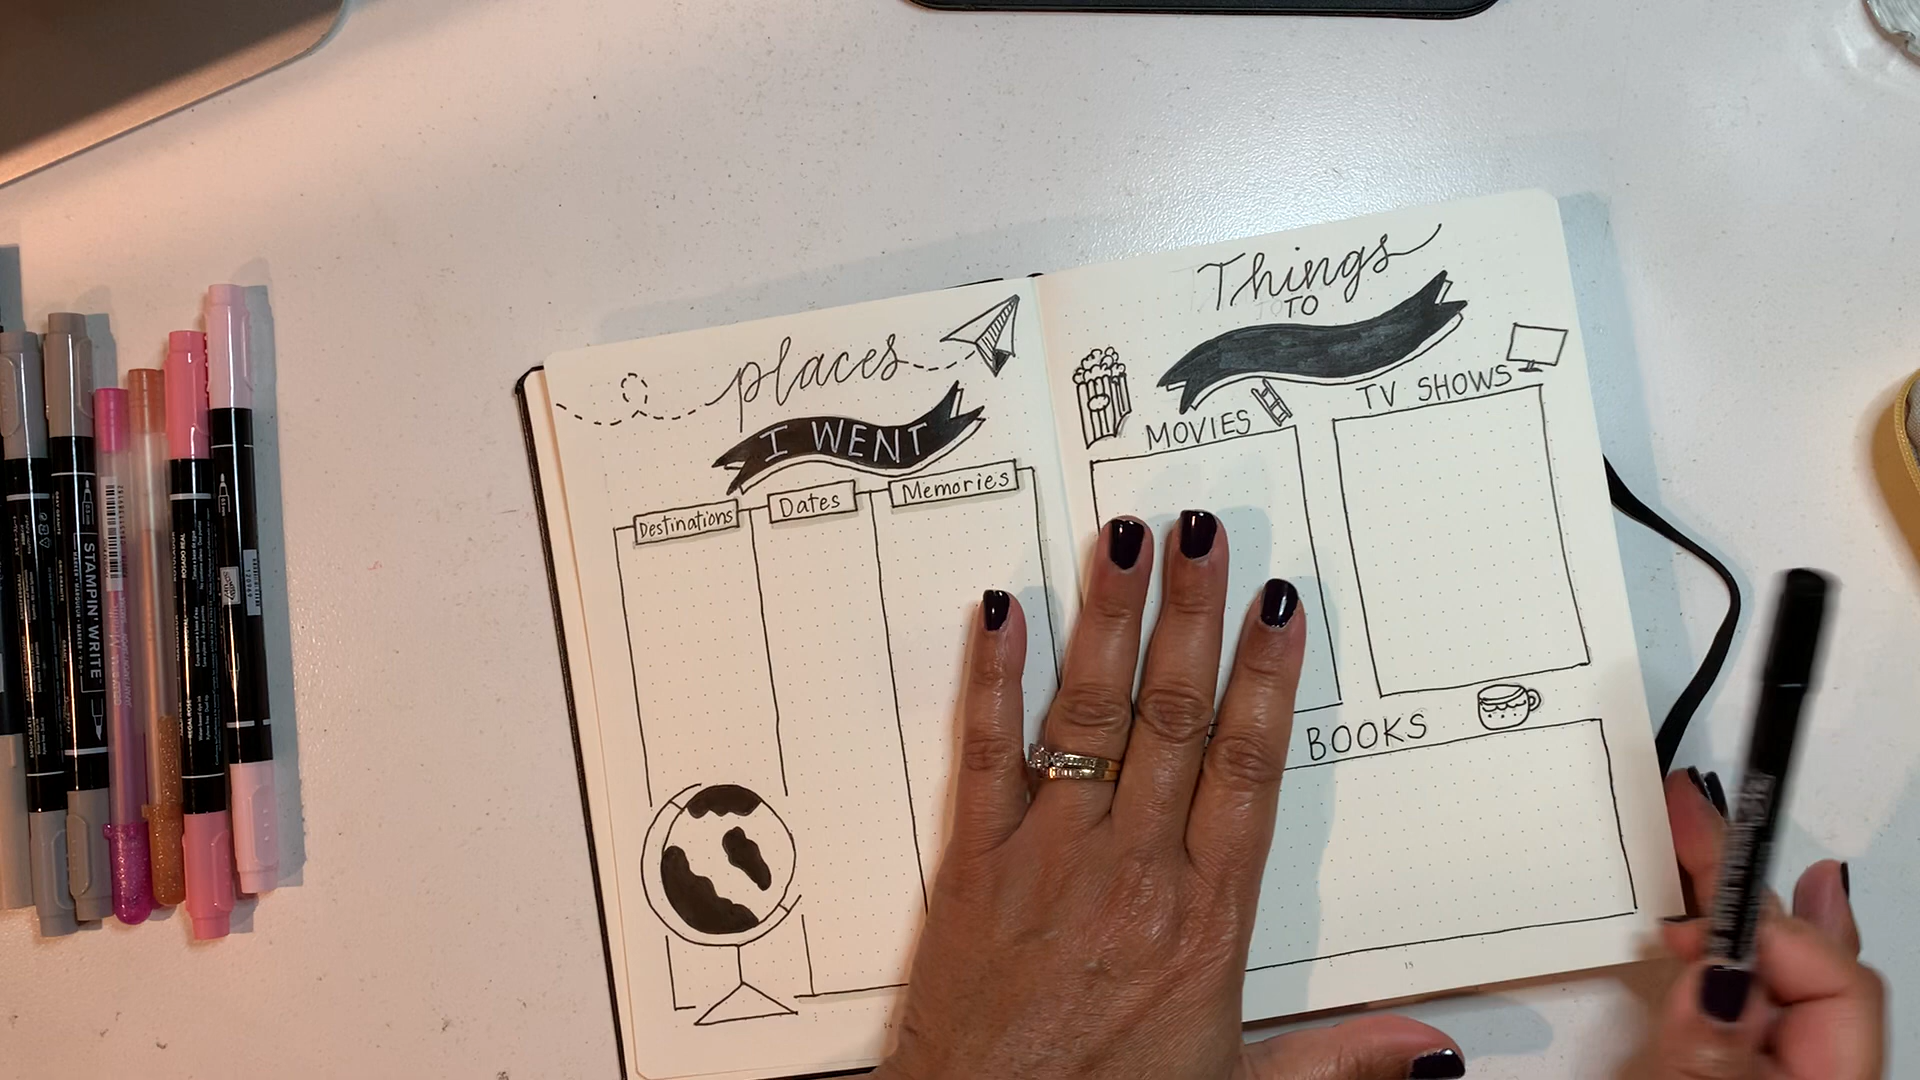 places
I WENT
Destinations
Dates
Memories
Things
TO
MOVIES
TV SHOWS
BOOKS
STAMPIN' WRITE